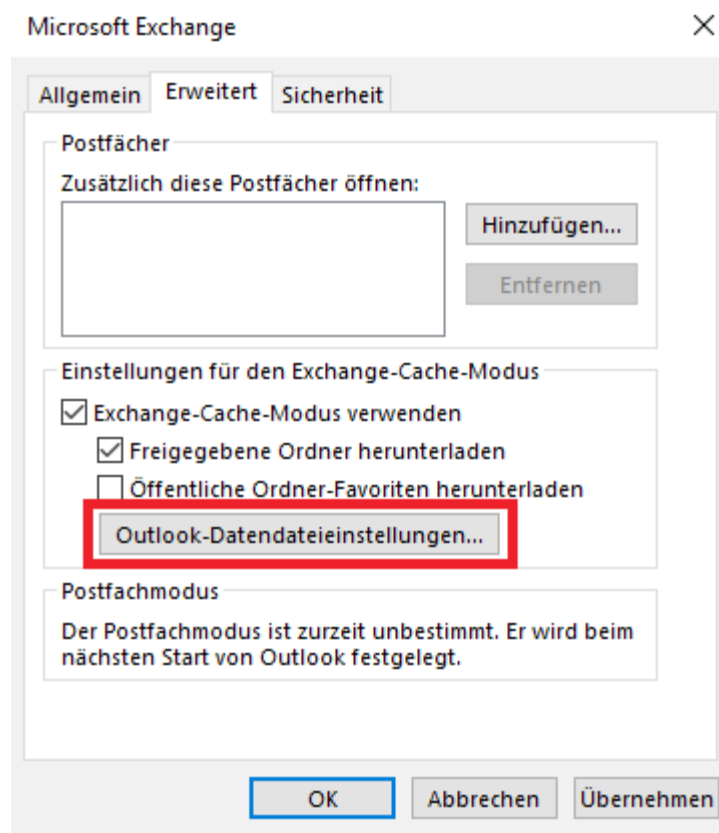 Microsoft Exchange
Allgemein Erweitert Sicherheit
Postfächer
Zusätzlich diese Postfächer öffnen:
Hinzufügen...
Entfernen
Einstellungen für den Exchange-Cache-Modus
Exchange-Cache-Modus verwenden
Freigegebene Ordner herunterladen
Öffentliche Ordner-Favoriten herunterladen
Outlook-Datendateieinstellungen...
Postfachmodus
Der Postfachmodus ist zurzeit unbestimmt. Er wird beim
nächsten Start von Outlook festgelegt.
OK Abbrechen Übernehmen